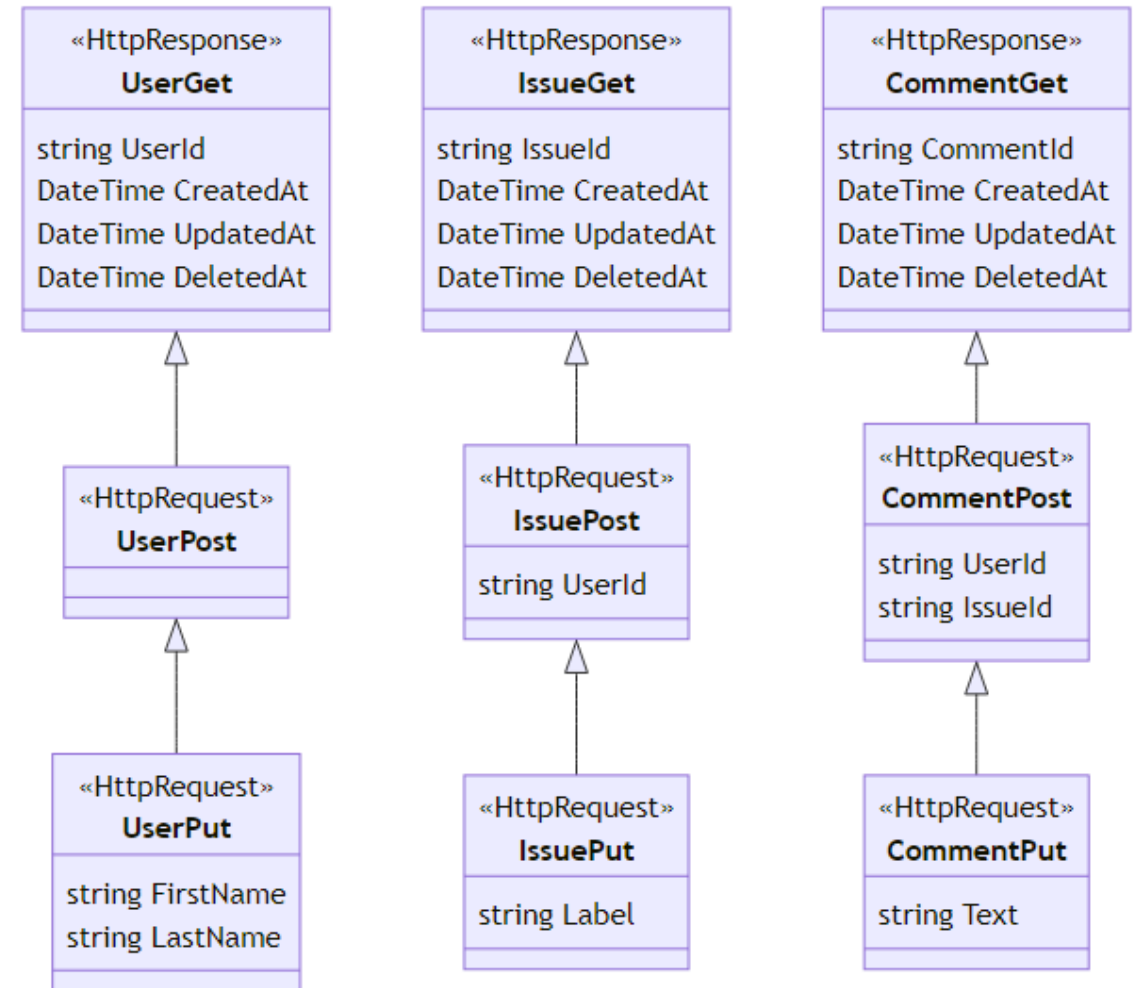 «HttpResponse»
UserGet
string UserId
DateTime CreatedAt
DateTime UpdatedAt
DateTime DeletedAt
«HttpRequest»
UserPost
«HttpRequest»
UserPut
string FirstName
string LastName
«HttpResponse»
IssueGet
string IssueId
DateTime CreatedAt
DateTime UpdatedAt
DateTime DeletedAt
«HttpRequest»
IssuePost
string UserId
«HttpRequest»
IssuePut
string Label
«HttpResponse»
CommentGet
string CommentId
DateTime CreatedAt
DateTime UpdatedAt
DateTime DeletedAt
«HttpRequest»
CommentPost
string UserId
string IssueId
«HttpRequest»
CommentPut
string Text